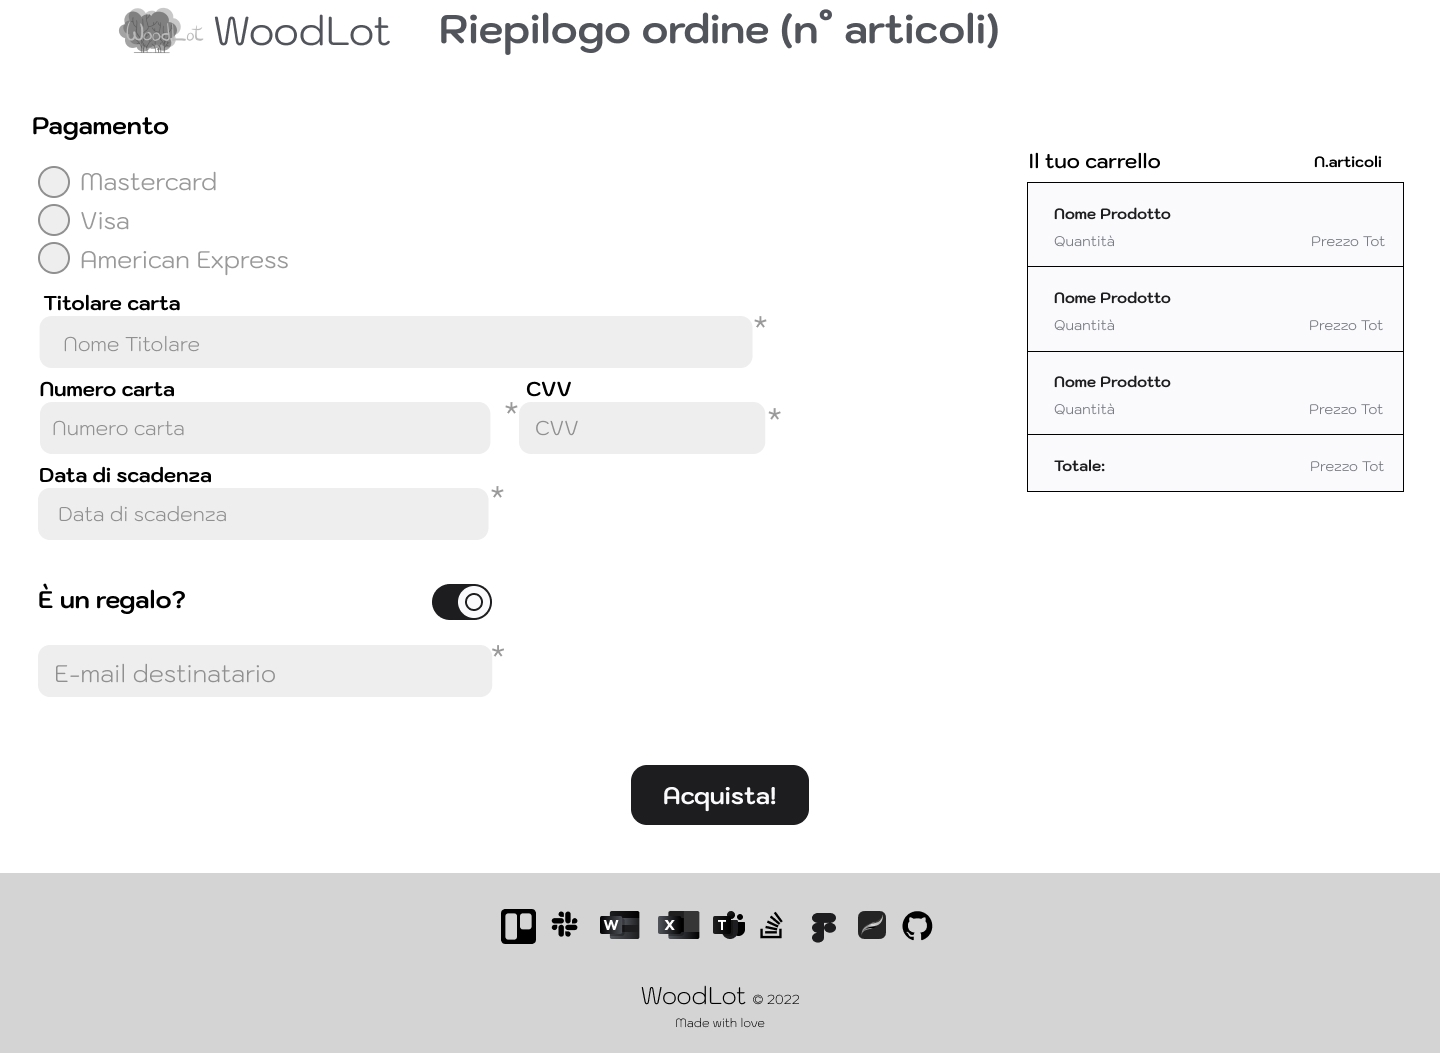 WoodLot WoodLot Riepilogo ordine (n° articoli)
Pagamento
Mastercard
Visa
American Express
Titolare carta
Nome Titolare *
Numero carta CVV
Numero carta * CVV *
Data di scadenza
Data di scadenza *
È un regalo?
E-mail destinatario *
Il tuo carrello N.articoli
Nome Prodotto
Quantità Prezzo Tot
Nome Prodotto
Quantità Prezzo Tot
Nome Prodotto
Quantità Prezzo Tot
Totale: Prezzo Tot
Acquista!
W X T
WoodLot © 2022
Made with love